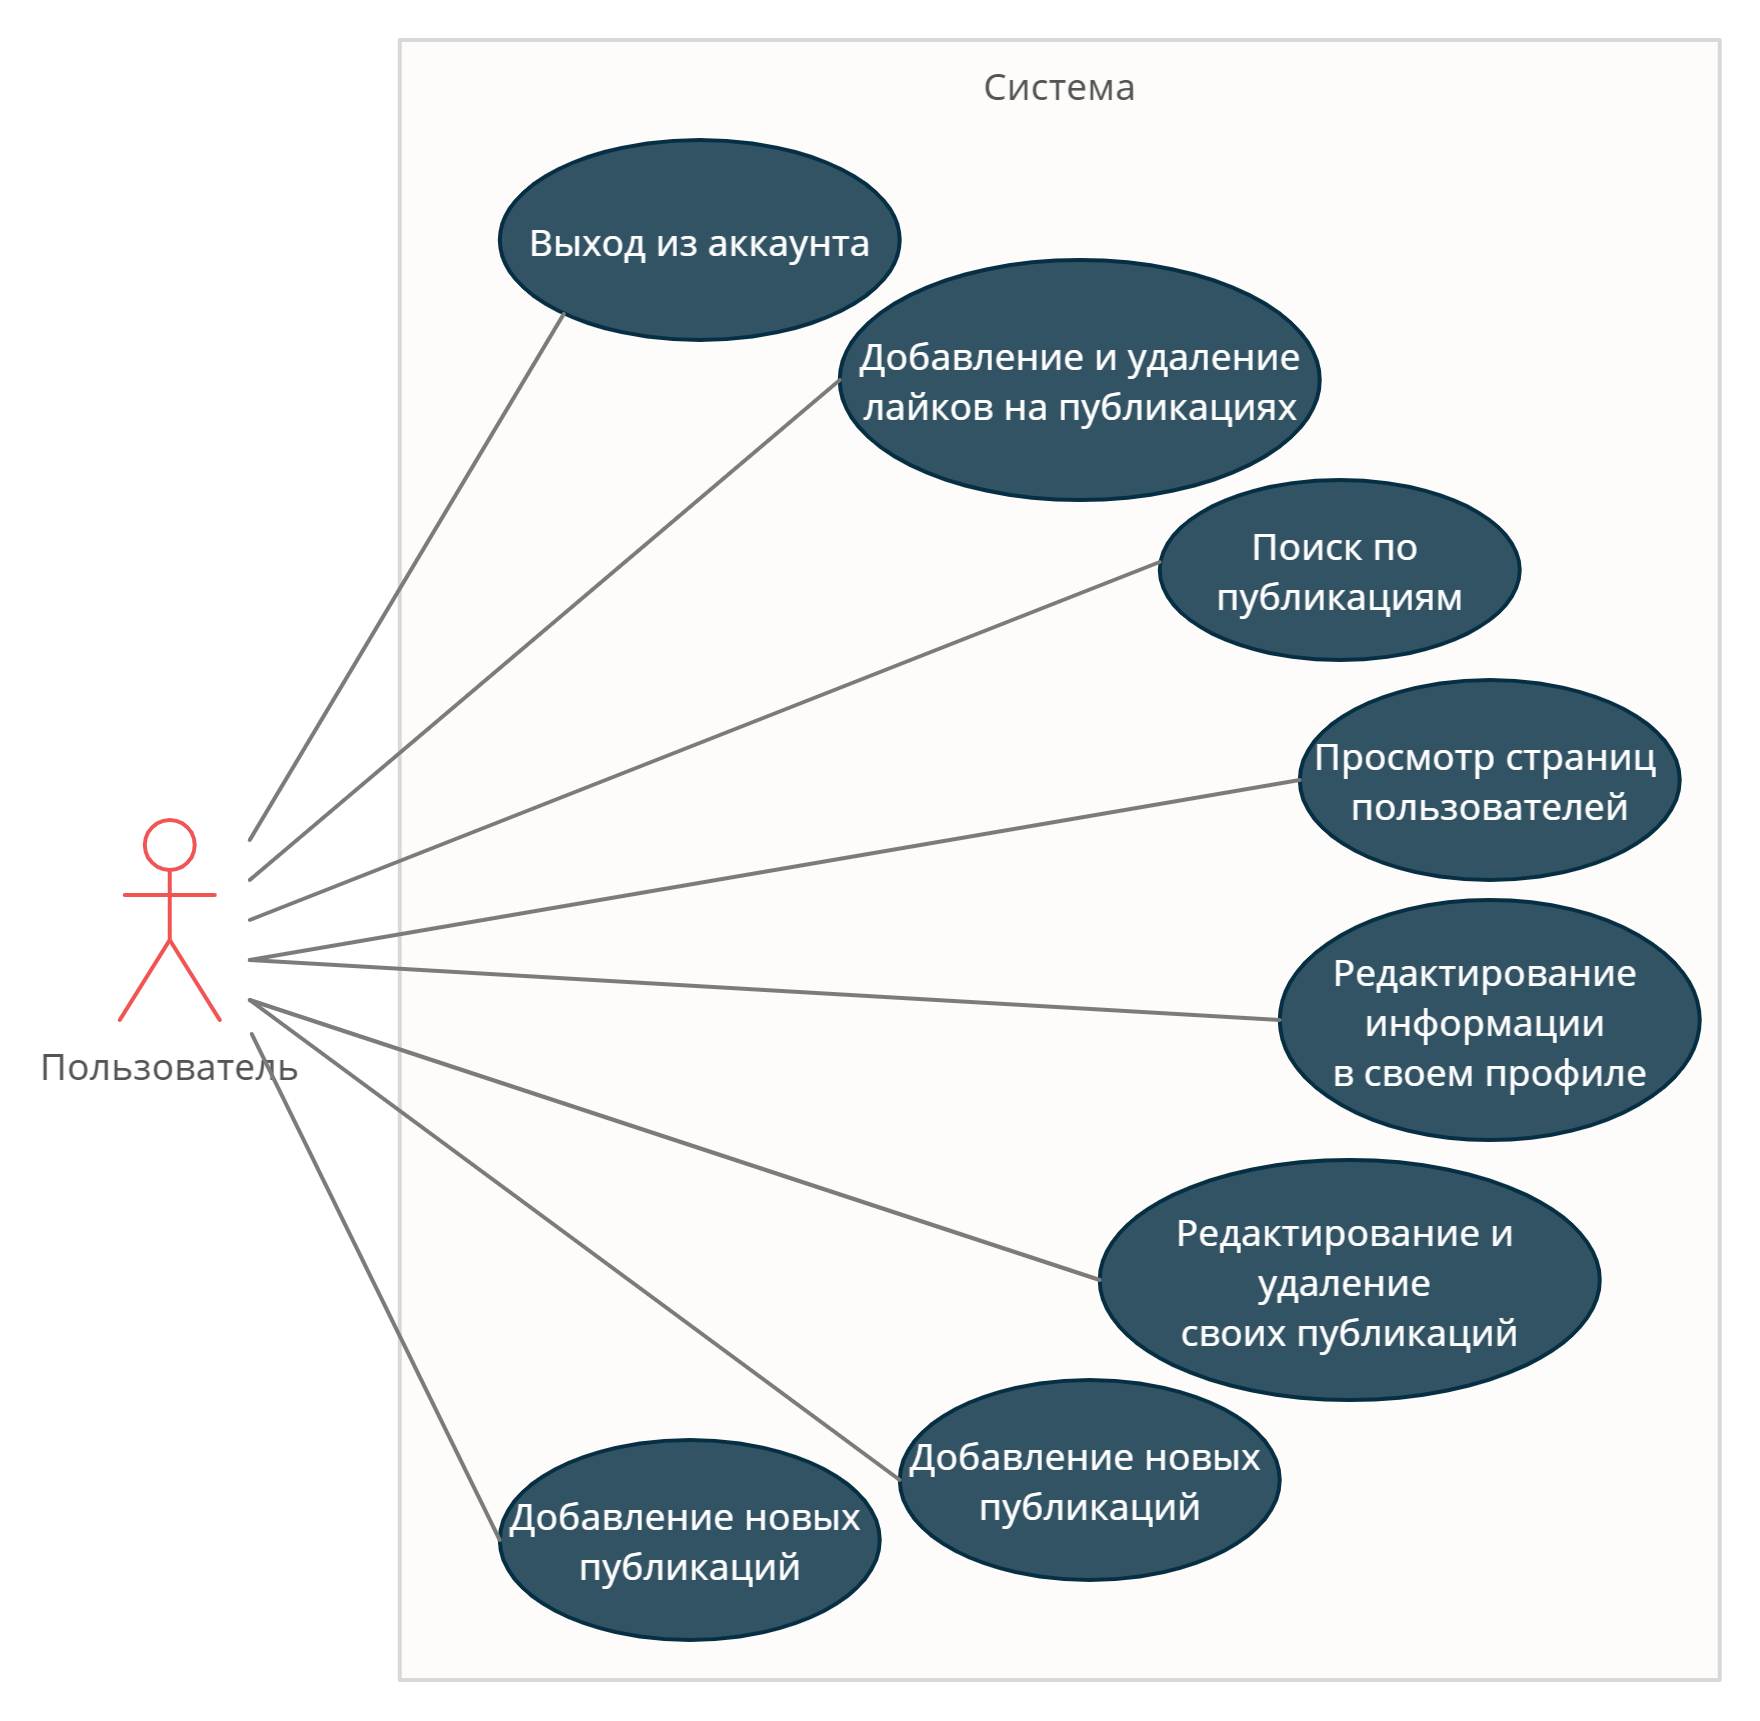 Система
Выход из аккаунта
Добавление и удаление
лайков на публикациях
Поиск по
публикациям
Просмотр страниц
пользователей
Редактирование
информации
в своем профиле
Пользователь
Редактирование и
удаление
своих публикаций
Добавление новых
публикаций
Добавление новых
публикаций